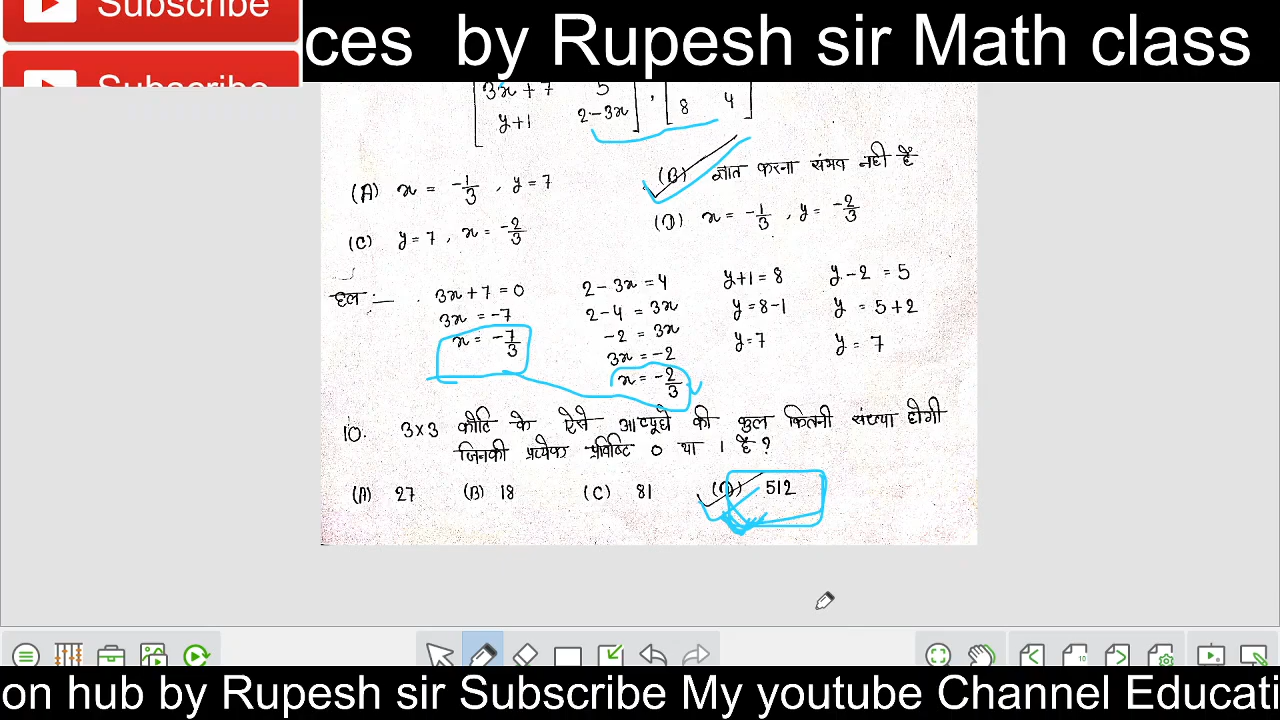 Subscribe
ces by Rupesh sir Math class
Subscribe
3x + 7 5
8 4
y+1 2-3x
(A) x = -1/3 , y = 7
(B) ज्ञात करना संभव नहीं है
(C) y = 7 , x = -2/3
(D) x = -1/3 , y = -2/3
हल :—
3x + 7 = 0 2 - 3x = 4 y+1 = 8 y - 2 = 5
3x = -7 2 - 4 = 3x y = 8-1 y = 5+2
x = -7/3 -2 = 3x y = 7 y = 7
3x = -2
x = -2/3
10. 3×3 कोटि के ऐसे आव्यूहों की कुल कितनी संख्या होगी
जिनकी प्रत्येक प्रविष्टि 0 या 1 है ?
(A) 27 (B) 18 (C) 81 (D) 512
10
on hub by Rupesh sir Subscribe My youtube Channel Educati